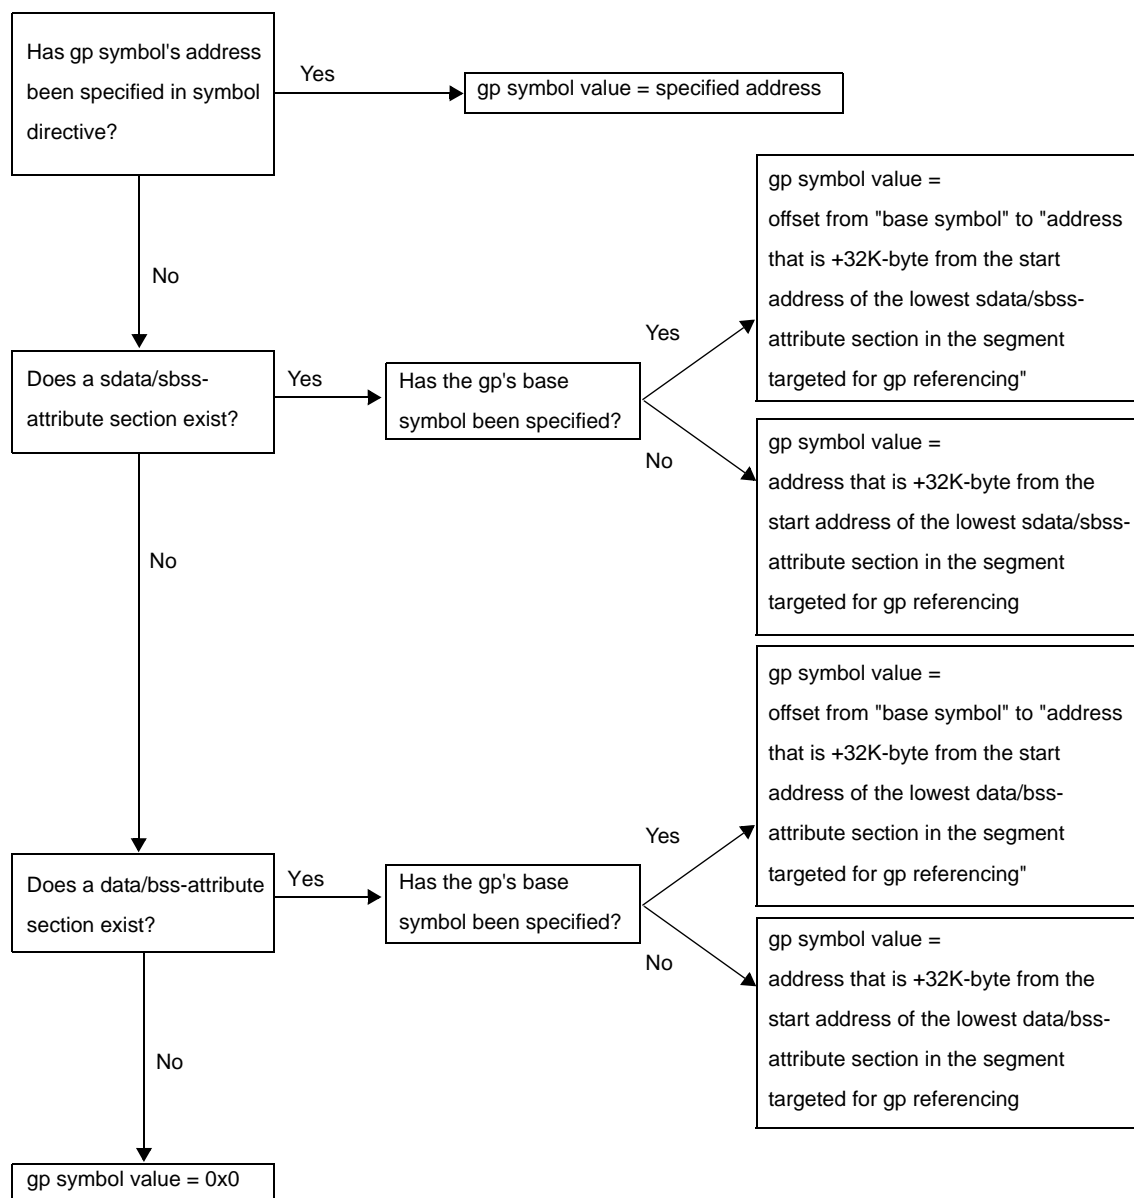 Has gp symbol's address
been specified in symbol
directive?
Yes
gp symbol value = specified address
No
gp symbol value =
offset from "base symbol" to "address
that is +32K-byte from the start
address of the lowest sdata/sbss-
attribute section in the segment
targeted for gp referencing"
Does a sdata/sbss-
attribute section exist?
Yes
Has the gp's base
symbol been specified?
Yes
No
gp symbol value =
address that is +32K-byte from the
start address of the lowest sdata/sbss-
attribute section in the segment
targeted for gp referencing
No
gp symbol value =
offset from "base symbol" to "address
that is +32K-byte from the start
address of the lowest data/bss-
attribute section in the segment
targeted for gp referencing"
Does a data/bss-attribute
section exist?
Yes
Has the gp's base
symbol been specified?
Yes
No
gp symbol value =
address that is +32K-byte from the
start address of the lowest data/bss-
attribute section in the segment
targeted for gp referencing
No
gp symbol value = 0x0